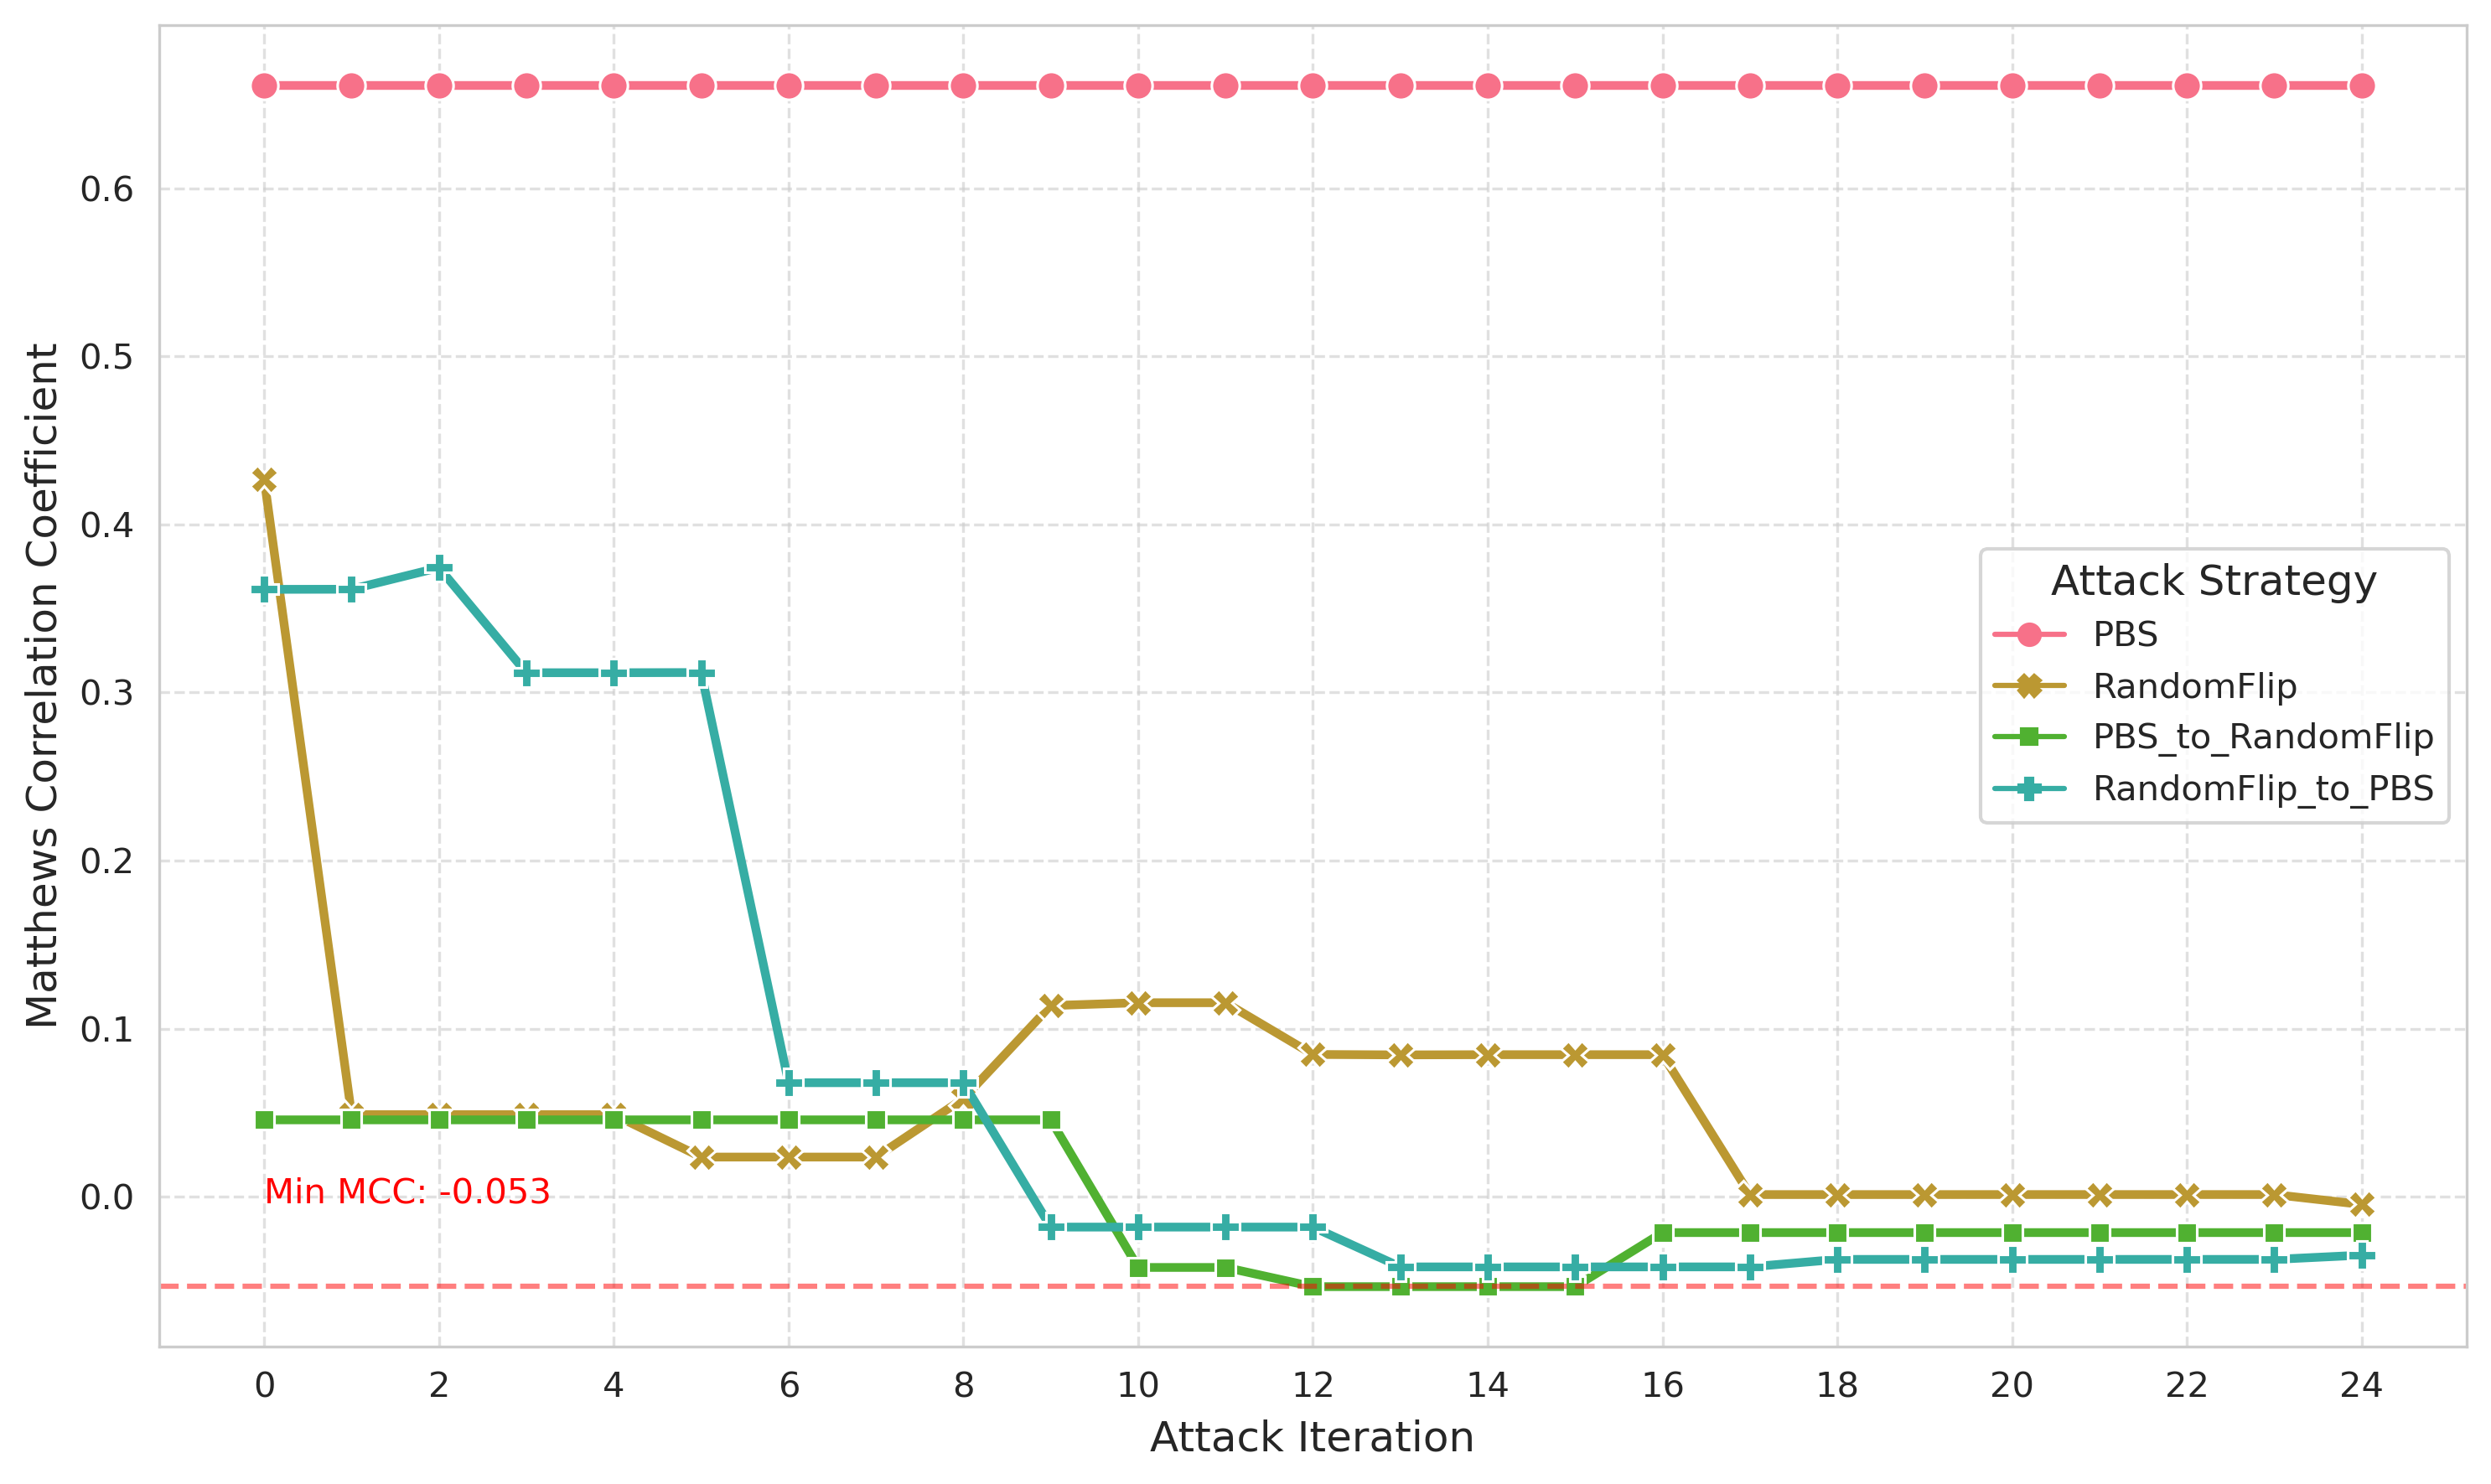 Matthews Correlation Coefficient
0.6
0.5
0.4
0.3
0.2
0.1
0.0
Min MCC: -0.053
Attack Strategy
PBS
RandomFlip
PBS_to_RandomFlip
RandomFlip_to_PBS
0 2 4 6 8 10 12 14 16 18 20 22 24
Attack Iteration